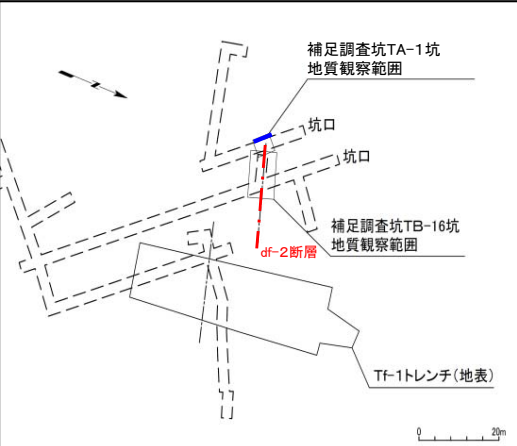 補足調査坑TA-1坑
地質観察範囲
坑口
坑口
補足調査坑TB-16坑
地質観察範囲
df-2断層
Tf-1トレンチ(地表)
0 20m